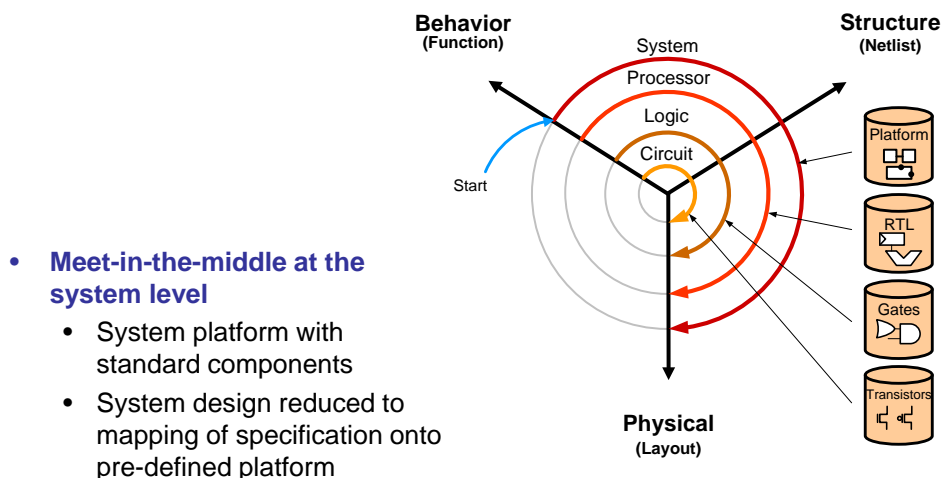 Behavior
(Function)
Structure
(Netlist)
System
Processor
Logic
Circuit
Start
Platform
RTL
Gates
Transistors
Physical
(Layout)
• Meet-in-the-middle at the
system level
• System platform with
standard components
• System design reduced to
mapping of specification onto
pre-defined platform